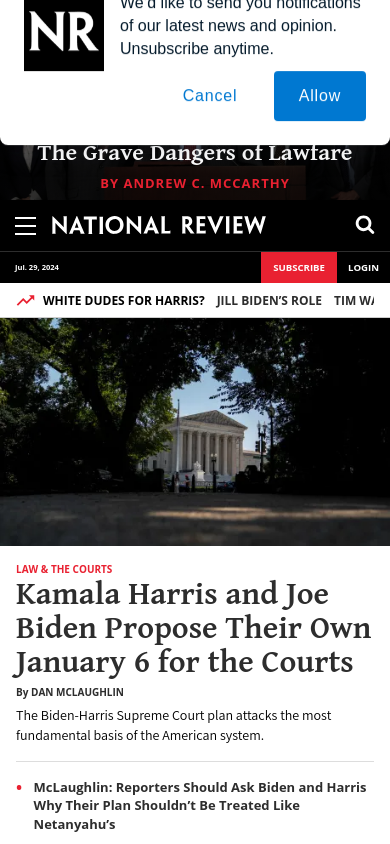 NR
We'd like to send you notifications
of our latest news and opinion.
Unsubscribe anytime.
Cancel
Allow
The Grave Dangers of Lawfare
BY ANDREW C. MCCARTHY
NATIONAL REVIEW
Jul. 29, 2024
SUBSCRIBE
LOGIN
WHITE DUDES FOR HARRIS? JILL BIDEN'S ROLE TIM WA
LAW & THE COURTS
Kamala Harris and Joe
Biden Propose Their Own
January 6 for the Courts
By DAN MCLAUGHLIN
The Biden-Harris Supreme Court plan attacks the most
fundamental basis of the American system.
• McLaughlin: Reporters Should Ask Biden and Harris
Why Their Plan Shouldn't Be Treated Like
Netanyahu's